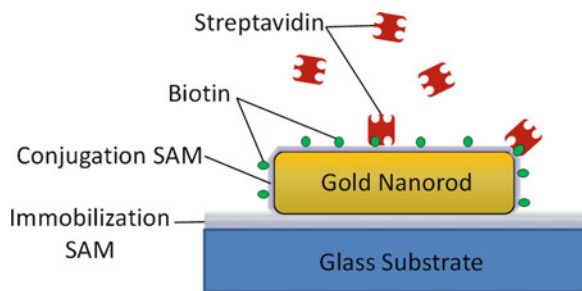 Streptavidin
Biotin
Conjugation SAM
Gold Nanorod
Immobilization
SAM
Glass Substrate